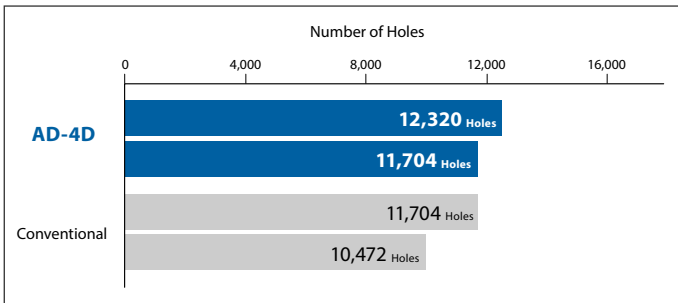 Number of Holes
0 4,000 8,000 12,000 16,000
AD-4D
12,320 Holes
11,704 Holes
Conventional
11,704 Holes
10,472 Holes